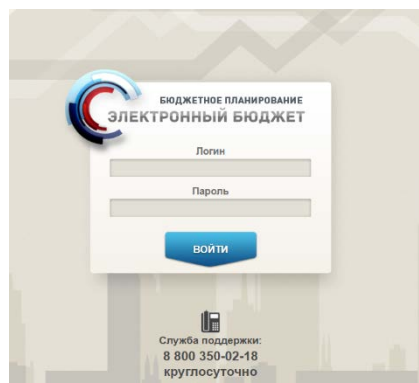 БЮДЖЕТНОЕ ПЛАНИРОВАНИЕ
ЭЛЕКТРОННЫЙ БЮДЖЕТ
Логин
Пароль
ВОЙТИ
Служба поддержки:
8 800 350-02-18
круглосуточно